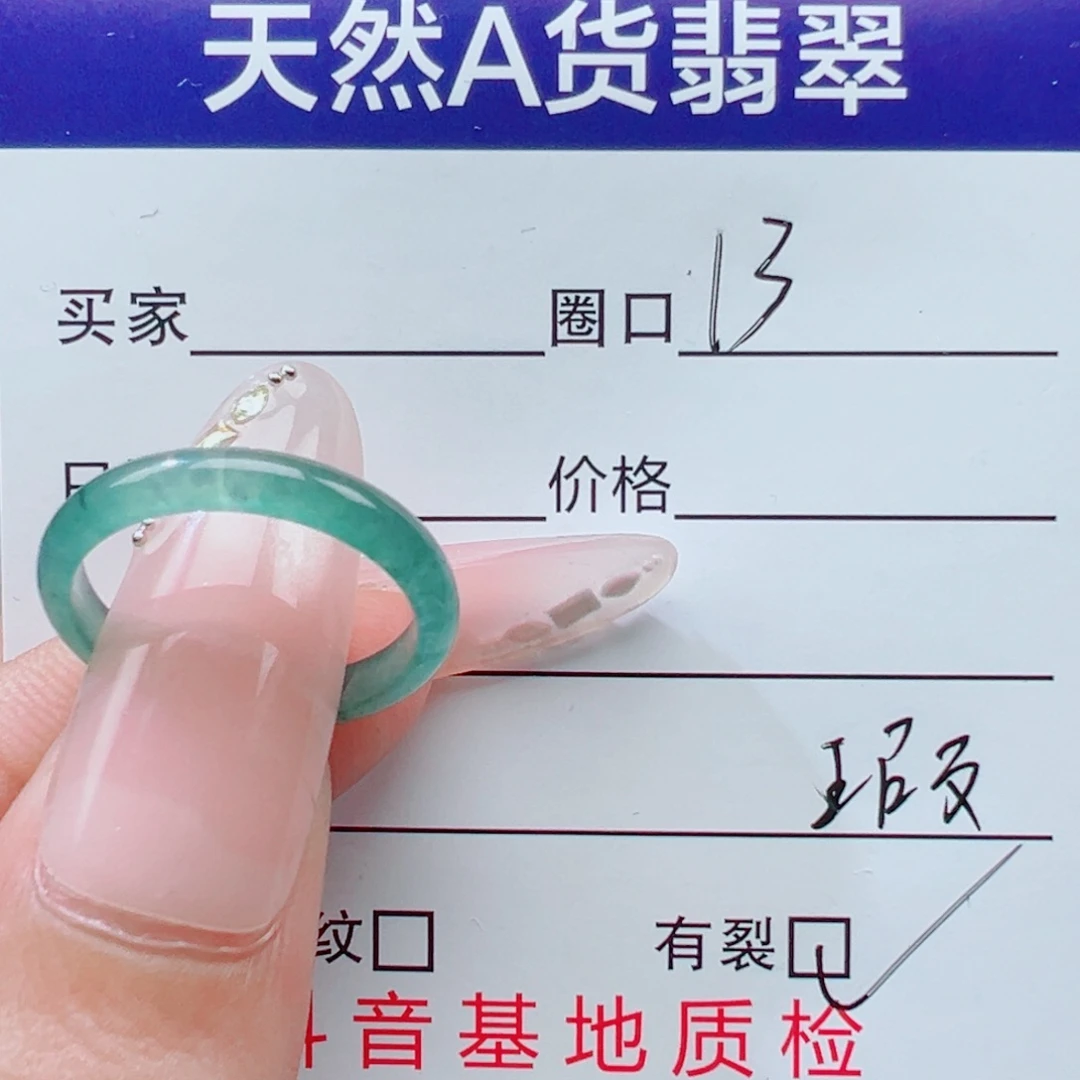 天然A货翡翠
买家 圈口 13
价格
瑕
纹 有裂
音基地质检